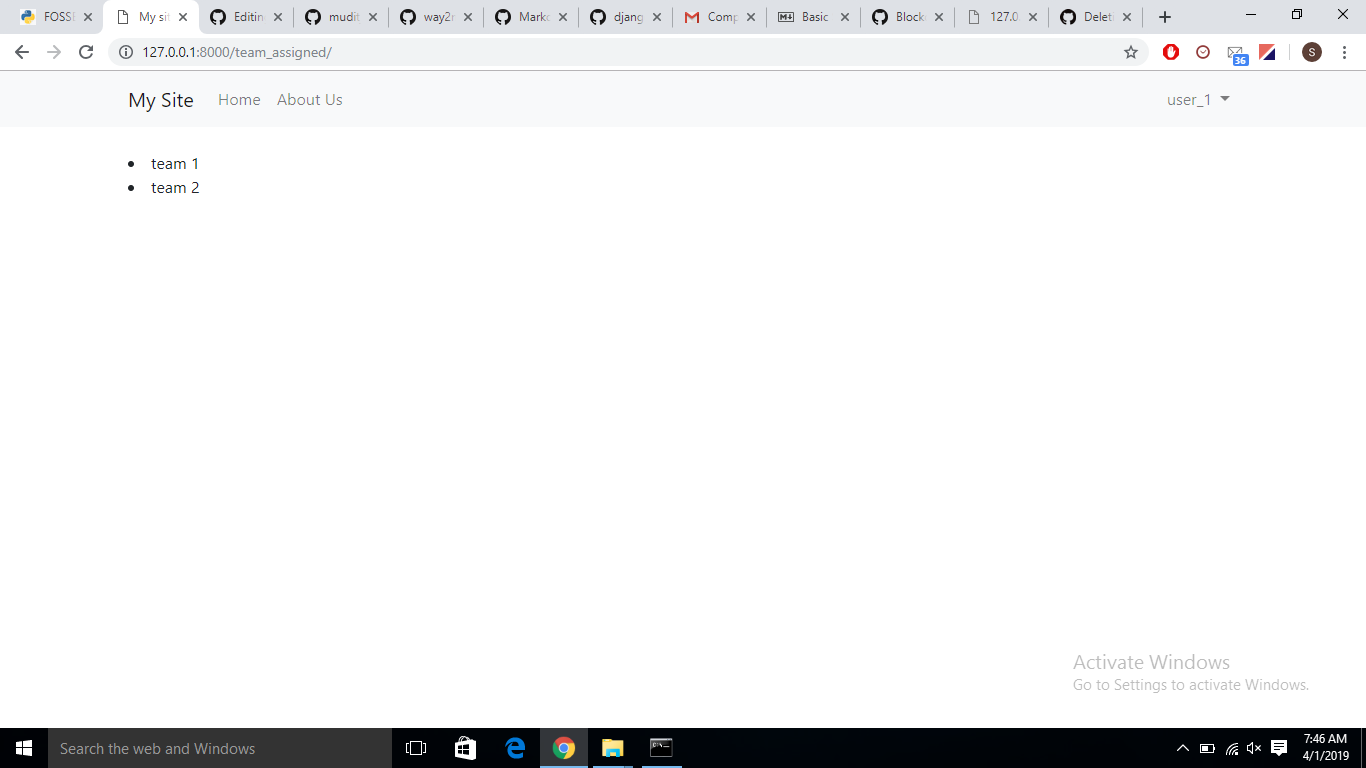 FOSSE My sit Editin mudit way2r Marko djang Comp Basic Block 127.0 Deleti
127.0.0.1:8000/team_assigned/
36
S
My Site Home About Us user_1
team 1
team 2
Activate Windows
Go to Settings to activate Windows.
Search the web and Windows
7:46 AM
4/1/2019